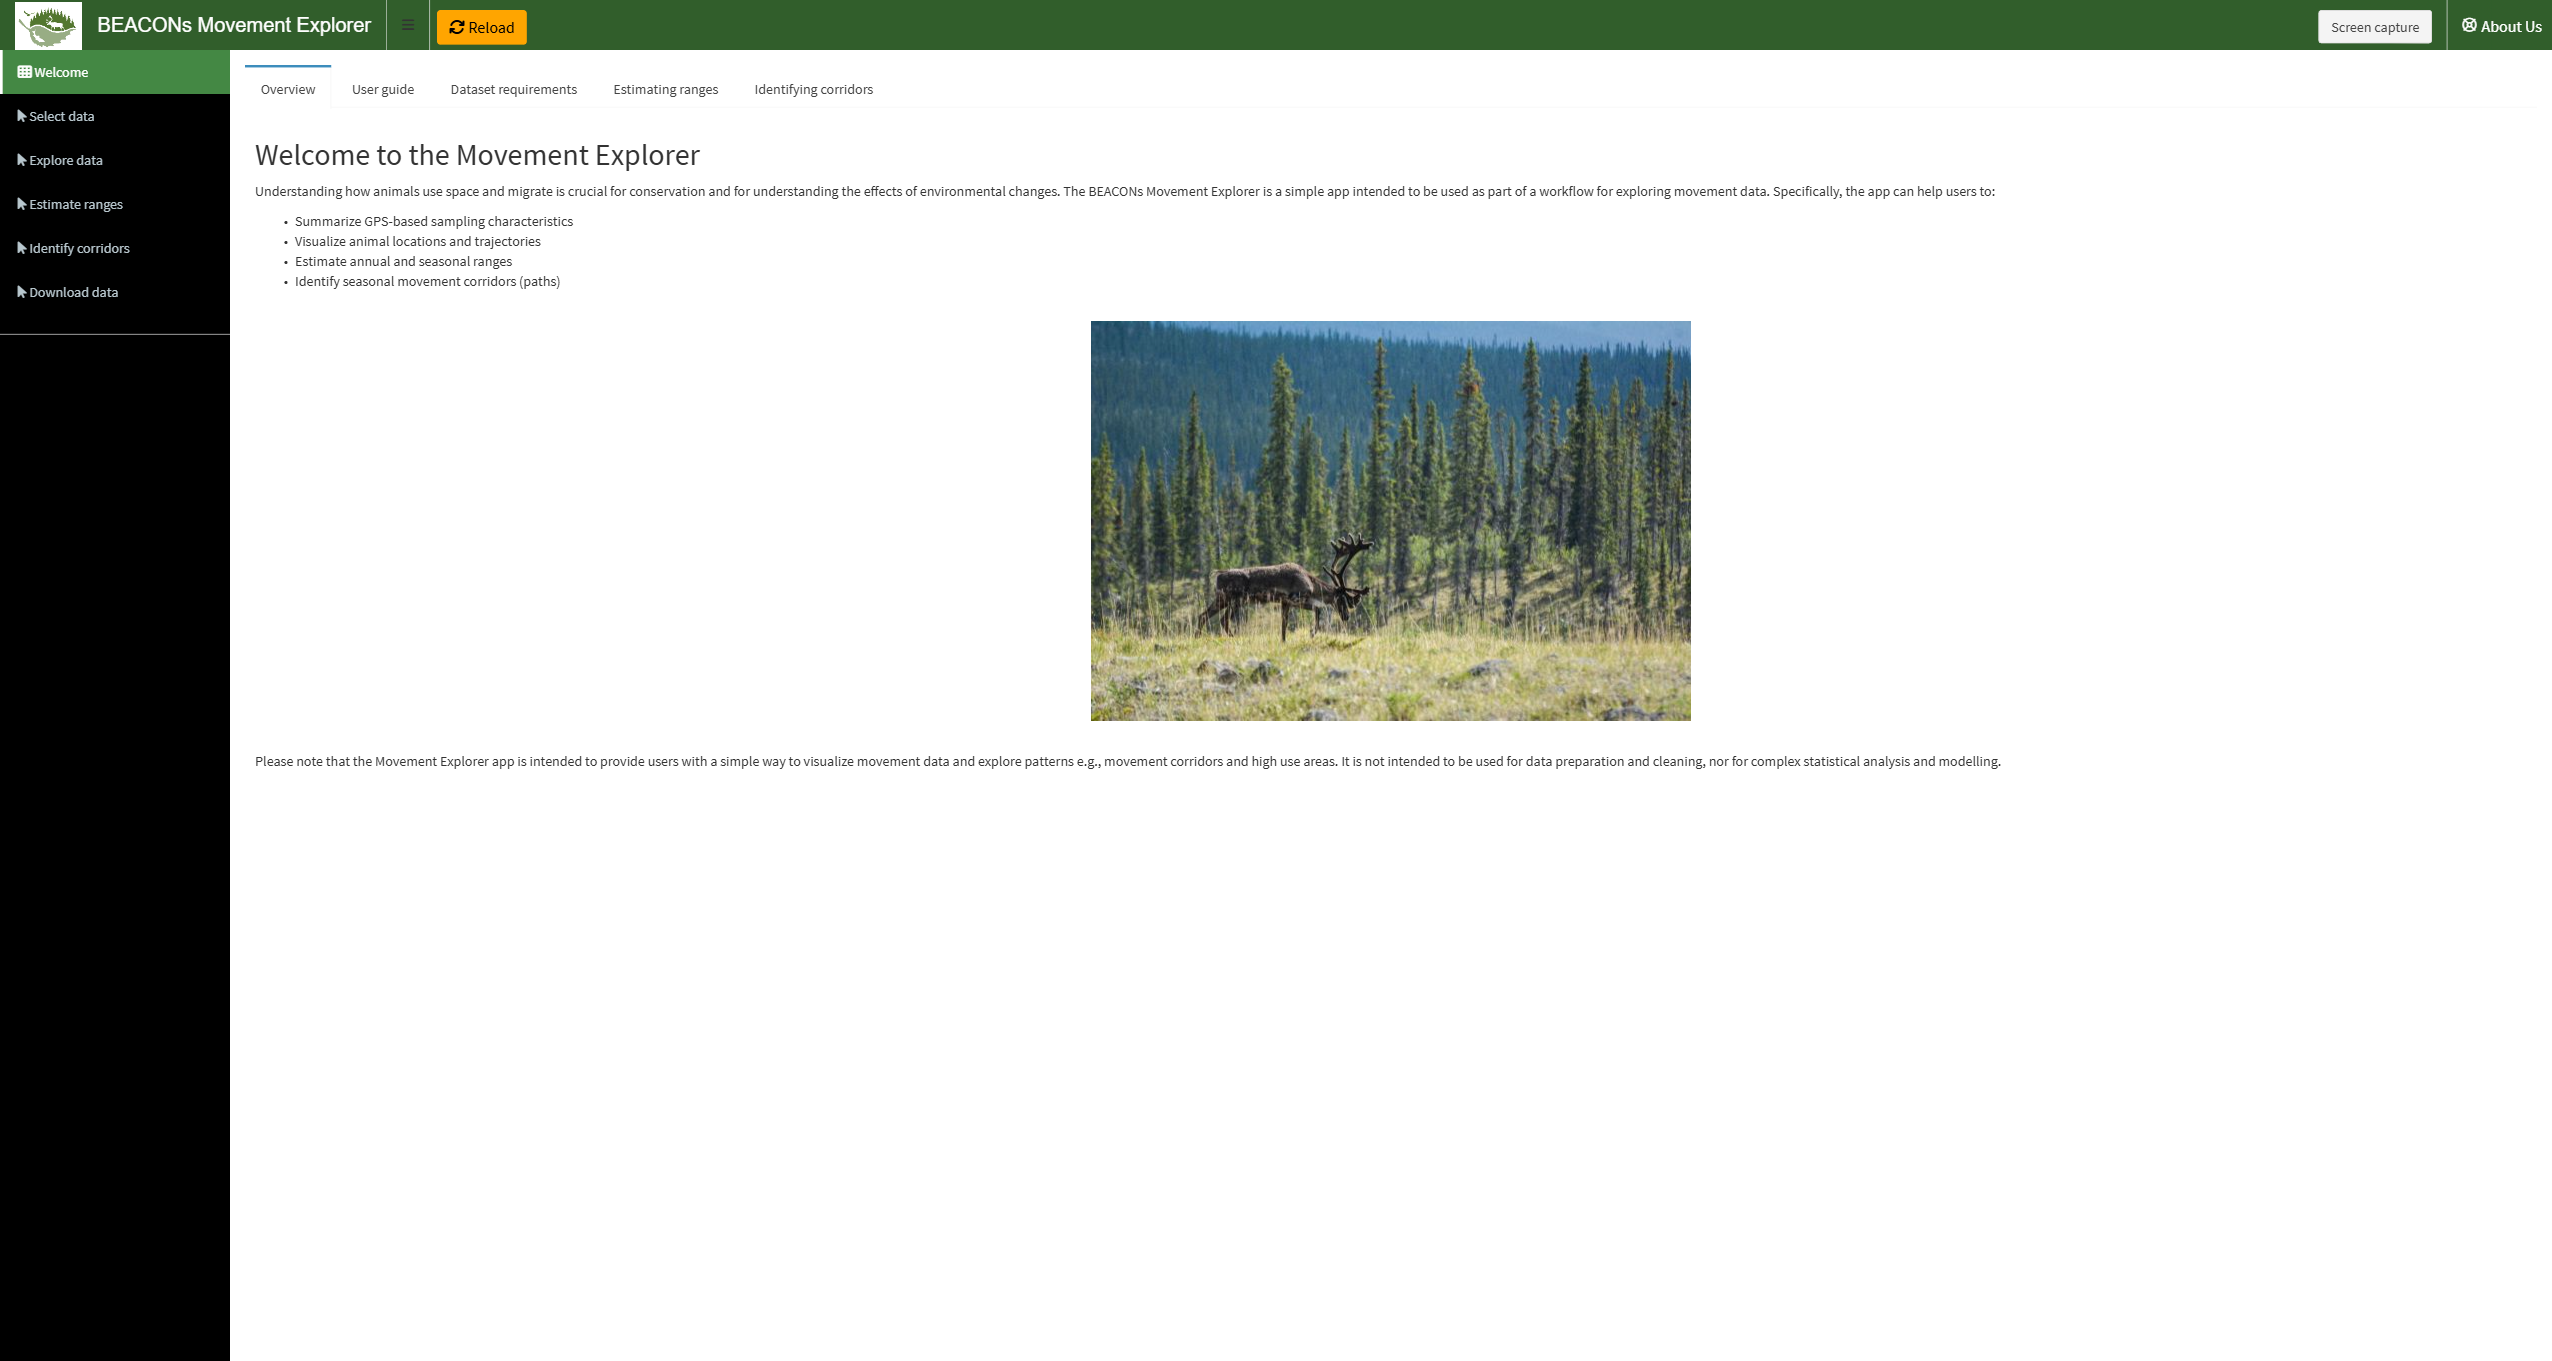 BEACONs Movement Explorer
Reload
Screen capture
About Us
Welcome
Select data
Explore data
Estimate ranges
Identify corridors
Download data
Overview
User guide
Dataset requirements
Estimating ranges
Identifying corridors
Welcome to the Movement Explorer
Understanding how animals use space and migrate is crucial for conservation and for understanding the effects of environmental changes. The BEACONs Movement Explorer is a simple app intended to be used as part of a workflow for exploring movement data. Specifically, the app can help users to:
• Summarize GPS-based sampling characteristics
• Visualize animal locations and trajectories
• Estimate annual and seasonal ranges
• Identify seasonal movement corridors (paths)
Please note that the Movement Explorer app is intended to provide users with a simple way to visualize movement data and explore patterns e.g., movement corridors and high use areas. It is not intended to be used for data preparation and cleaning, nor for complex statistical analysis and modelling.